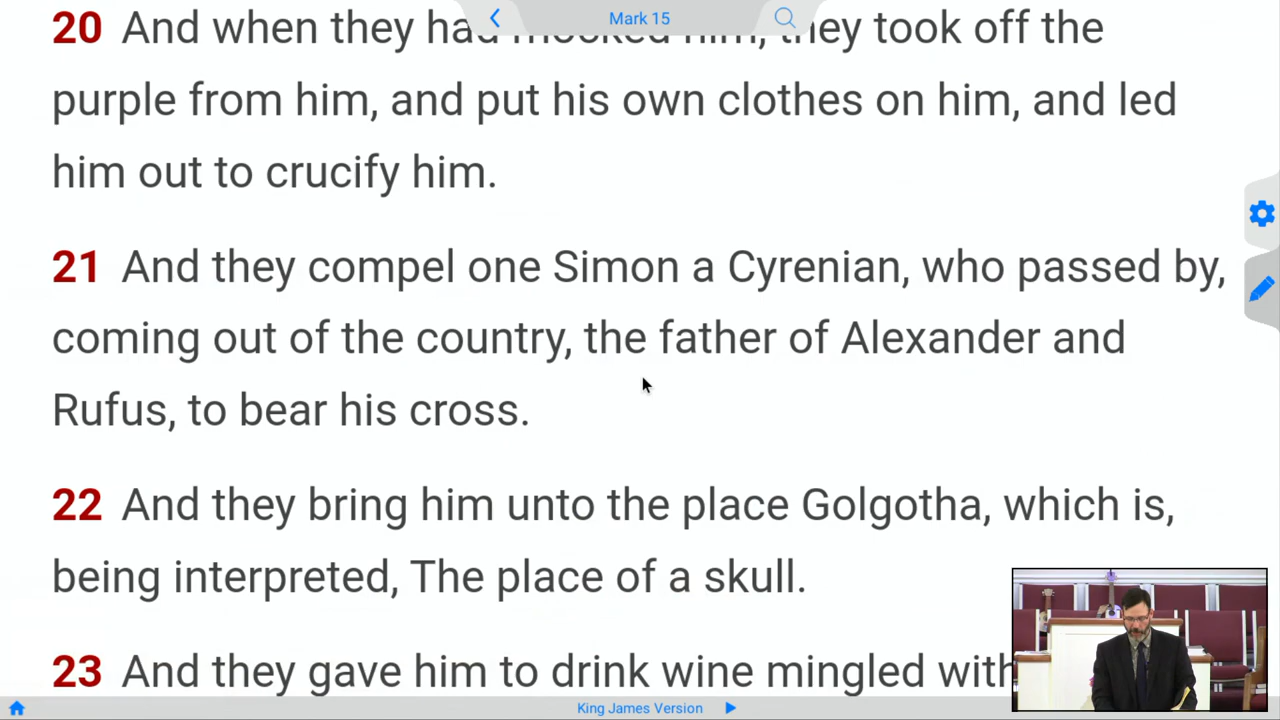 Mark 15
20 And when they had mocked him, they took off the
purple from him, and put his own clothes on him, and led
him out to crucify him.
21 And they compel one Simon a Cyrenian, who passed by,
coming out of the country, the father of Alexander and
Rufus, to bear his cross.
22 And they bring him unto the place Golgotha, which is,
being interpreted, The place of a skull.
23 And they gave him to drink wine mingled with
King James Version